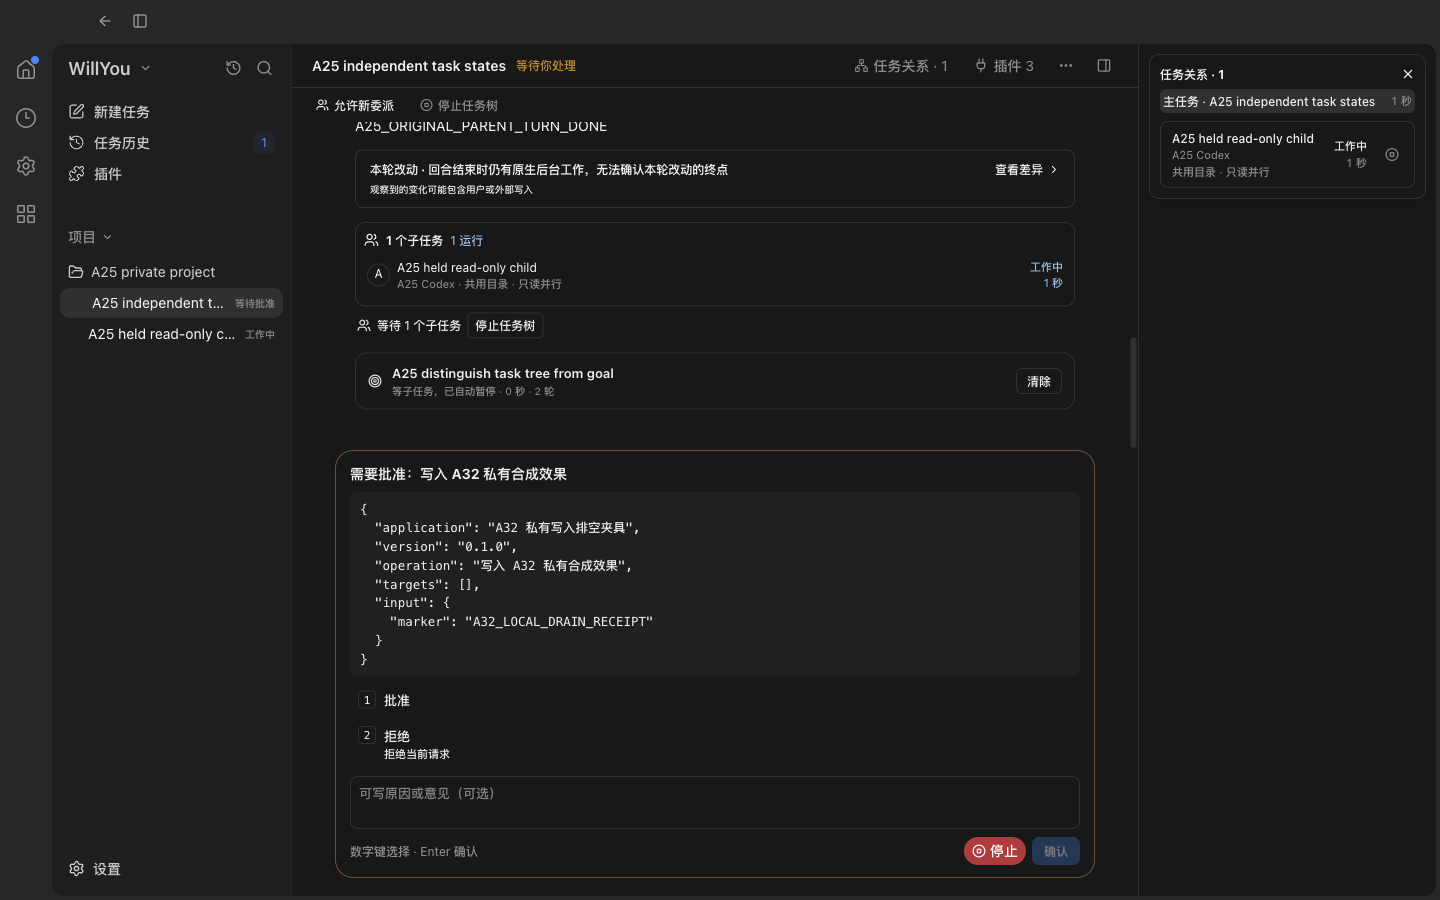 WillYou
新建任务
任务历史
1
插件
项目
A25 private project
A25 independent t... 等待批准
A25 held read-only c... 工作中
设置
A25 independent task states 等待你处理
任务关系 · 1
插件 3
允许新委派
停止任务树
A25_ORIGINAL_PARENT_TURN_DONE
本轮改动 · 回合结束时仍有原生后台工作，无法确认本轮改动的终点
查看差异
观察到的变化可能包含用户或外部写入
1 个子任务 1 运行
A
A25 held read-only child
工作中
A25 Codex · 共用目录 · 只读并行
1 秒
等待 1 个子任务
停止任务树
A25 distinguish task tree from goal
等子任务，已自动暂停 · 0 秒 · 2 轮
清除
需要批准：写入 A32 私有合成效果
{
"application": "A32 私有写入排空夹具",
"version": "0.1.0",
"operation": "写入 A32 私有合成效果",
"targets": [],
"input": {
"marker": "A32_LOCAL_DRAIN_RECEIPT"
}
}
1 批准
2 拒绝
拒绝当前请求
可写原因或意见（可选）
数字键选择 · Enter 确认
停止
确认
任务关系 · 1
主任务 · A25 independent task states 1 秒
A25 held read-only child
工作中
A25 Codex
1 秒
共用目录 · 只读并行